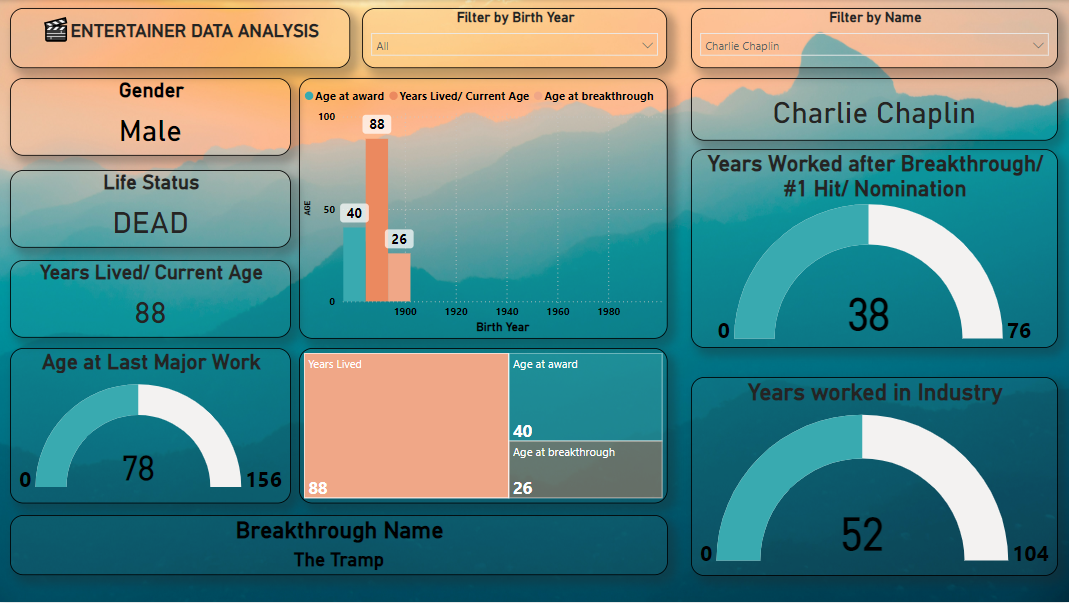 ENTERTAINER DATA ANALYSIS
Filter by Birth Year
All
Filter by Name
Charlie Chaplin
Gender
Male
Life Status
DEAD
Years Lived/ Current Age
88
Age at Last Major Work
0
78
156
Age at award Years Lived/ Current Age Age at breakthrough
100
50
0
AGE
40
88
26
1900 1920 1940 1960 1980
Birth Year
Years Lived
88
Age at award
40
Age at breakthrough
26
Breakthrough Name
The Tramp
Charlie Chaplin
Years Worked after Breakthrough/
#1 Hit/ Nomination
0
38
76
Years worked in Industry
0
52
104